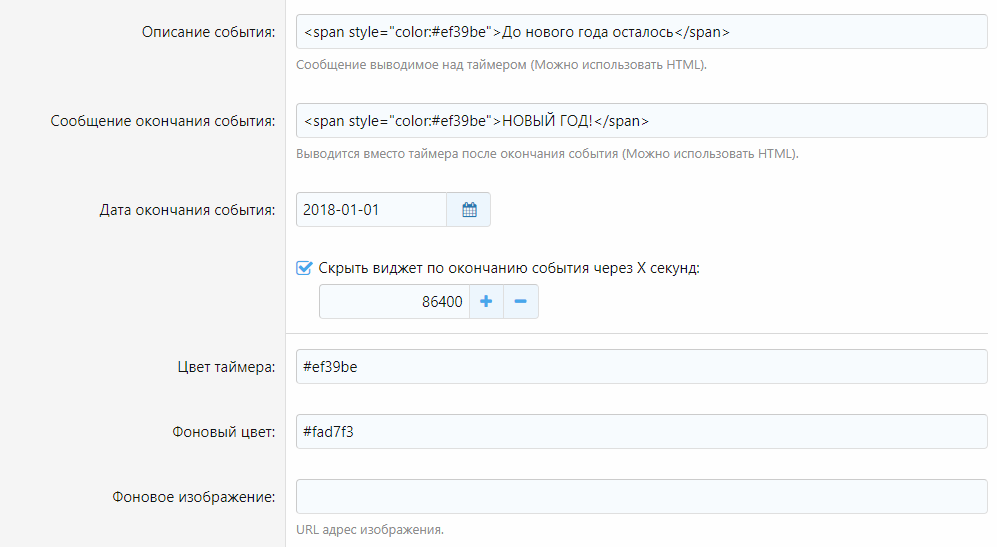 Описание события: <span style="color:#ef39be">До нового года осталось</span>
Сообщение выводимое над таймером (Можно использовать HTML).
Сообщение окончания события: <span style="color:#ef39be">НОВЫЙ ГОД!</span>
Выводится вместо таймера после окончания события (Можно использовать HTML).
Дата окончания события: 2018-01-01
Скрыть виджет по окончанию события через X секунд:
86400
Цвет таймера: #ef39be
Фоновый цвет: #fad7f3
Фоновое изображение:
URL адрес изображения.